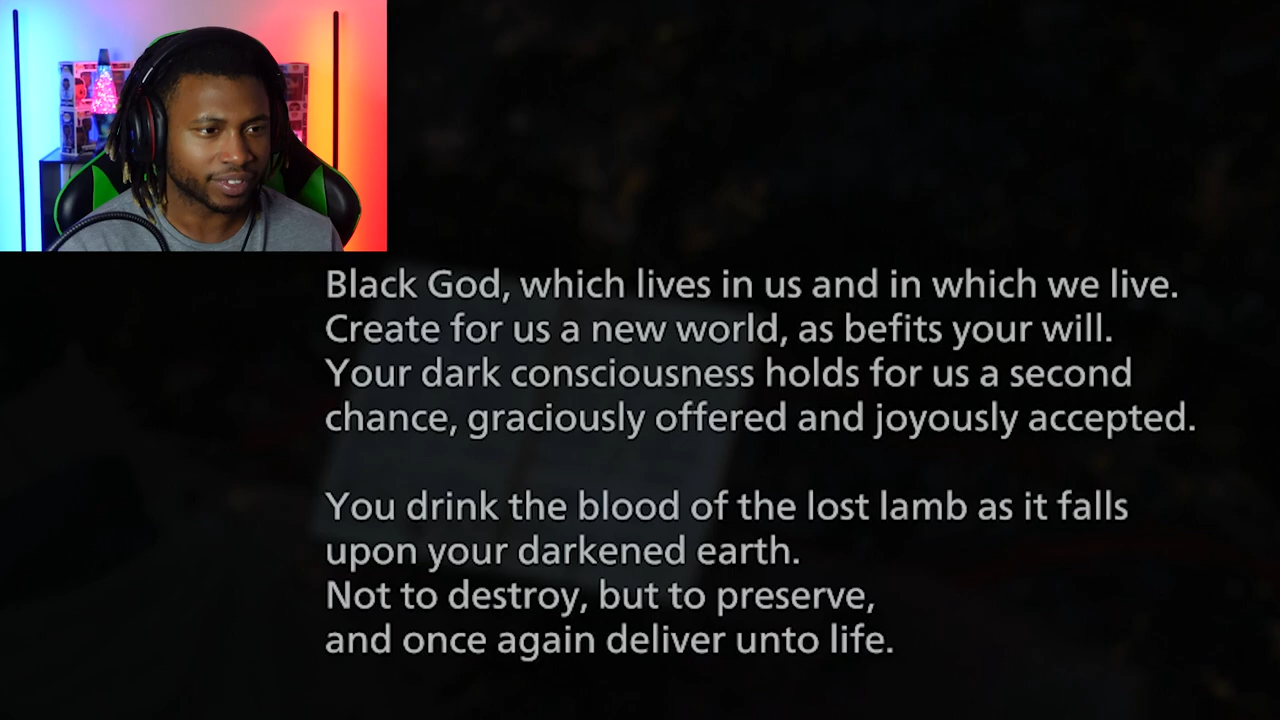 Black God, which lives in us and in which we live.
Create for us a new world, as befits your will.
Your dark consciousness holds for us a second
chance, graciously offered and joyously accepted.
You drink the blood of the lost lamb as it falls
upon your darkened earth.
Not to destroy, but to preserve,
and once again deliver unto life.